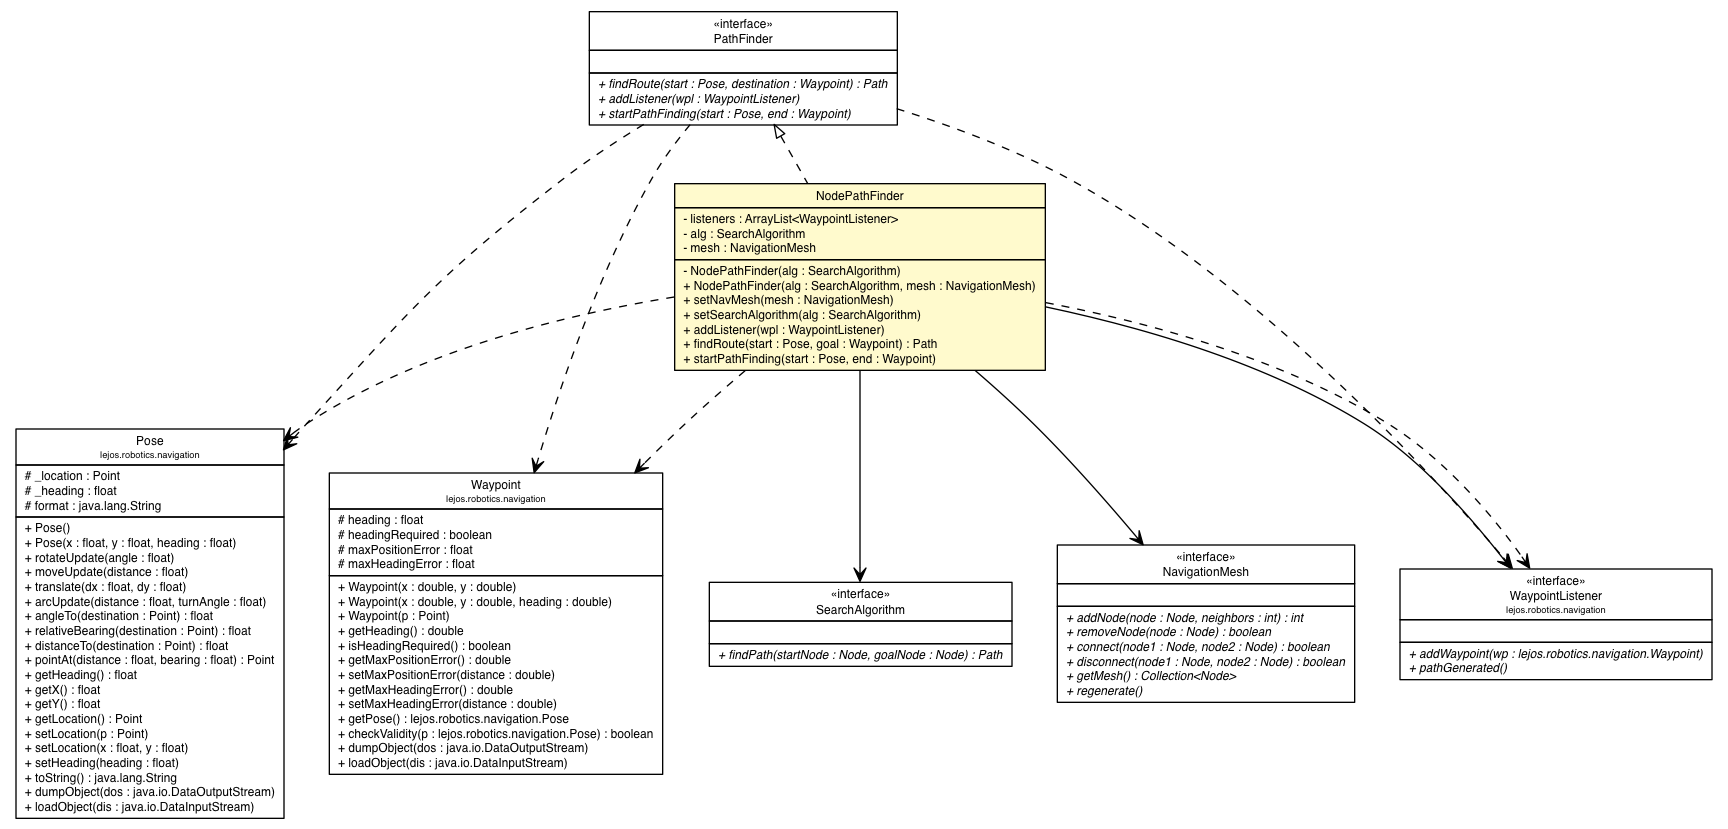 «interface»
PathFinder
+ findRoute(start : Pose, destination : Waypoint) : Path
+ addListener(wpl : WaypointListener)
+ startPathFinding(start : Pose, end : Waypoint)
NodePathFinder
- listeners : ArrayList<WaypointListener>
- alg : SearchAlgorithm
- mesh : NavigationMesh
- NodePathFinder(alg : SearchAlgorithm)
+ NodePathFinder(alg : SearchAlgorithm, mesh : NavigationMesh)
+ setNavMesh(mesh : NavigationMesh)
+ setSearchAlgorithm(alg : SearchAlgorithm)
+ addListener(wpl : WaypointListener)
+ findRoute(start : Pose, goal : Waypoint) : Path
+ startPathFinding(start : Pose, end : Waypoint)
Pose
lejos.robotics.navigation
# _location : Point
# _heading : float
# format : java.lang.String
+ Pose()
+ Pose(x : float, y : float, heading : float)
+ rotateUpdate(angle : float)
+ moveUpdate(distance : float)
+ translate(dx : float, dy : float)
+ arcUpdate(distance : float, turnAngle : float)
+ angleTo(destination : Point) : float
+ relativeBearing(destination : Point) : float
+ distanceTo(destination : Point) : float
+ pointAt(distance : float, bearing : float) : Point
+ getHeading() : float
+ getX() : float
+ getY() : float
+ getLocation() : Point
+ setLocation(p : Point)
+ setLocation(x : float, y : float)
+ setHeading(heading : float)
+ toString() : java.lang.String
+ dumpObject(dos : java.io.DataOutputStream)
+ loadObject(dis : java.io.DataInputStream)
Waypoint
lejos.robotics.navigation
# heading : float
# headingRequired : boolean
# maxPositionError : float
# maxHeadingError : float
+ Waypoint(x : double, y : double)
+ Waypoint(x : double, y : double, heading : double)
+ Waypoint(p : Point)
+ getHeading() : double
+ isHeadingRequired() : boolean
+ getMaxPositionError() : double
+ setMaxPositionError(distance : double)
+ getMaxHeadingError() : double
+ setMaxHeadingError(distance : double)
+ getPose() : lejos.robotics.navigation.Pose
+ checkValidity(p : lejos.robotics.navigation.Pose) : boolean
+ dumpObject(dos : java.io.DataOutputStream)
+ loadObject(dis : java.io.DataInputStream)
«interface»
SearchAlgorithm
+ findPath(startNode : Node, goalNode : Node) : Path
«interface»
NavigationMesh
+ addNode(node : Node, neighbors : int) : int
+ removeNode(node : Node) : boolean
+ connect(node1 : Node, node2 : Node) : boolean
+ disconnect(node1 : Node, node2 : Node) : boolean
+ getMesh() : Collection<Node>
+ regenerate()
«interface»
WaypointListener
lejos.robotics.navigation
+ addWaypoint(wp : lejos.robotics.navigation.Waypoint)
+ pathGenerated()